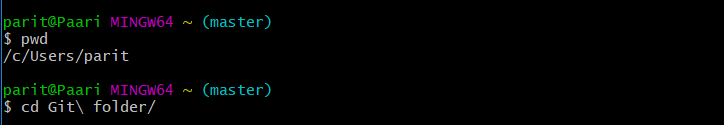 parit@Paari MINGW64 ~ (master)
$ pwd
/c/Users/parit
parit@Paari MINGW64 ~ (master)
$ cd Git\ folder/